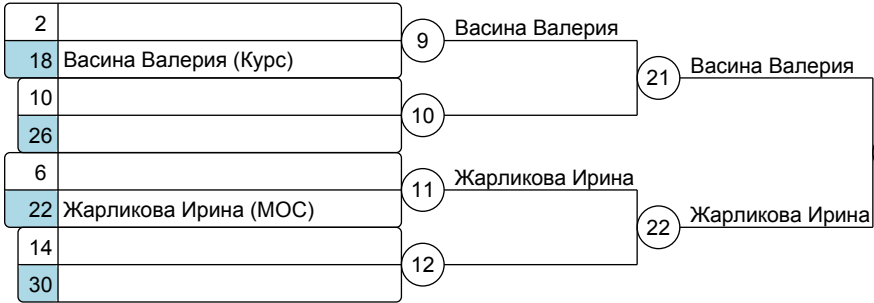 2
18 Васина Валерия (Курс)
9 Васина Валерия
10
26
10
21 Васина Валерия
6
22 Жарликова Ирина (МОС)
11 Жарликова Ирина
14
30
12
22 Жарликова Ирина